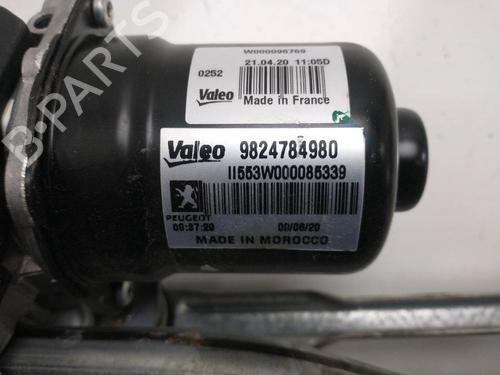 W000096769
21.04.20 11:05D
0252
Valeo
Made in France
Valeo 9824784980
II553W000085339
PEUGEOT
00:37:29 00/06/20
MADE IN MOROCCO
B-PARTS